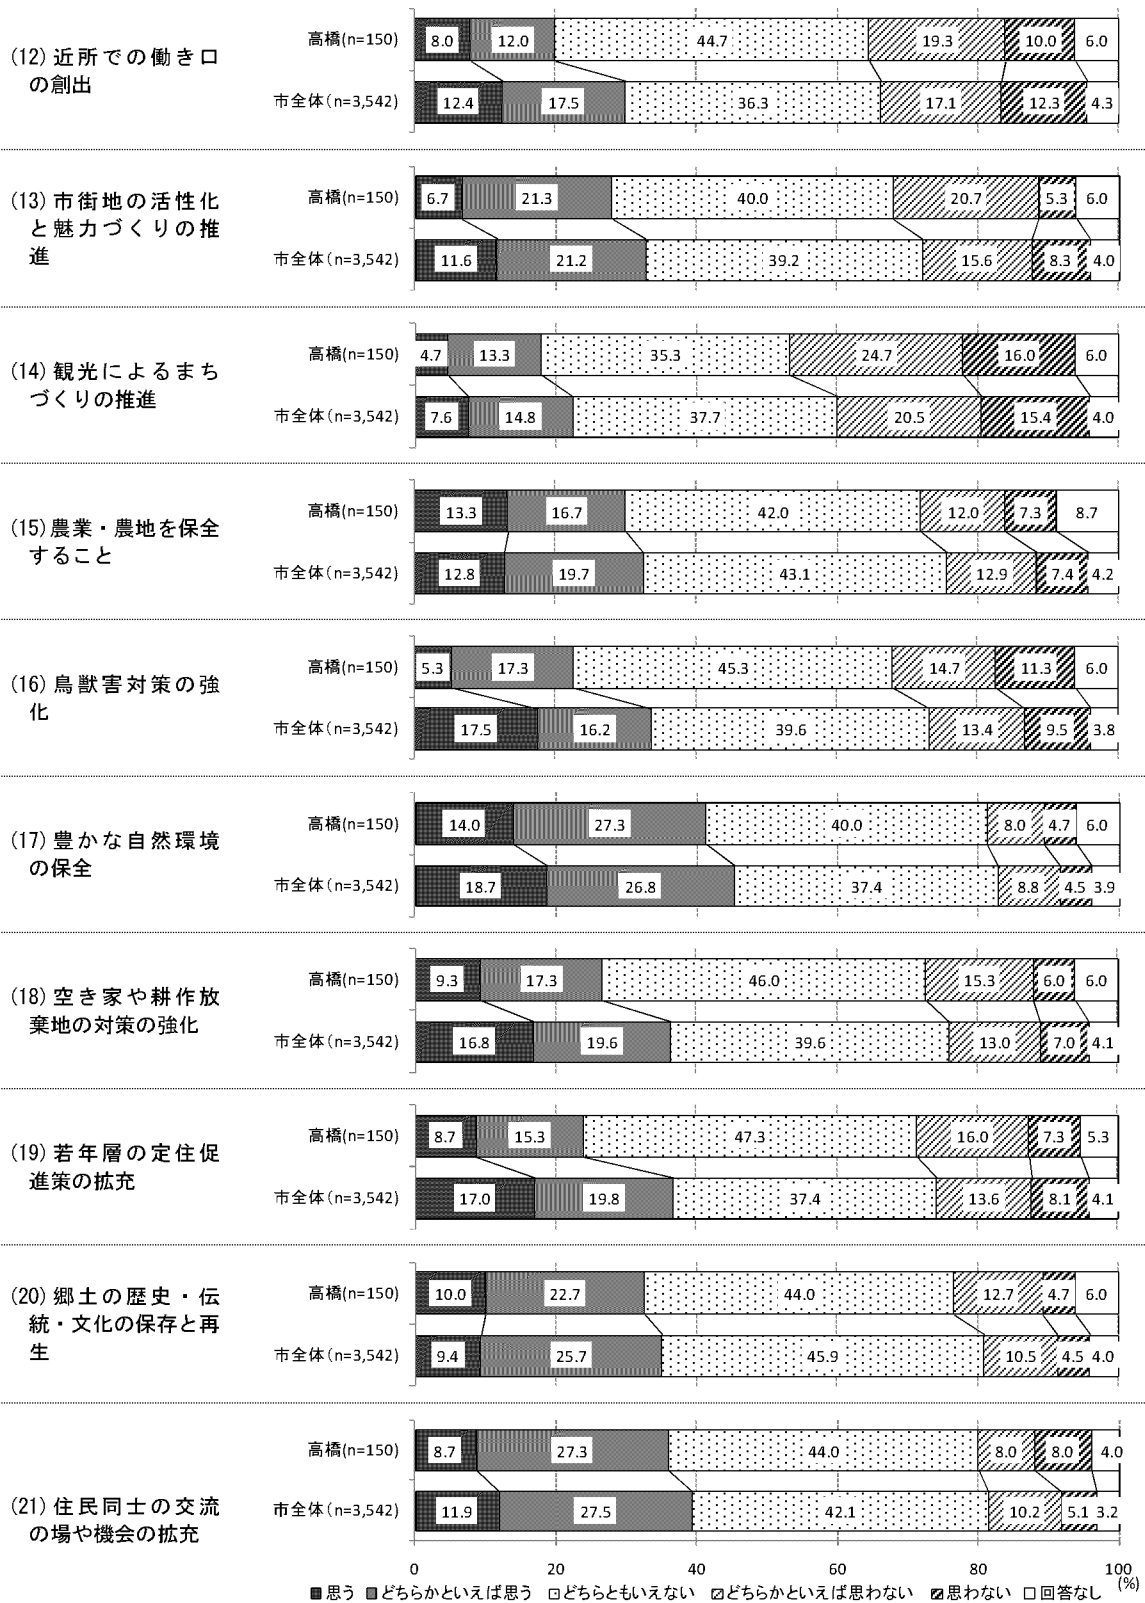 (12)近所での働き口
の創出
高橋(n=150)
8.0 12.0 44.7 19.3 10.0 6.0
市全体(n=3,542)
12.4 17.5 36.3 17.1 12.3 4.3
(13)市街地の活性化
と魅力づくりの推
進
高橋(n=150)
6.7 21.3 40.0 20.7 5.3 6.0
市全体(n=3,542)
11.6 21.2 39.2 15.6 8.3 4.0
(14)観光によるまち
づくりの推進
高橋(n=150)
4.7 13.3 35.3 24.7 16.0 6.0
市全体(n=3,542)
7.6 14.8 37.7 20.5 15.4 4.0
(15)農業・農地を保全
すること
高橋(n=150)
13.3 16.7 42.0 12.0 7.3 8.7
市全体(n=3,542)
12.8 19.7 43.1 12.9 7.4 4.2
(16)鳥獣害対策の強
化
高橋(n=150)
5.3 17.3 45.3 14.7 11.3 6.0
市全体(n=3,542)
17.5 16.2 39.6 13.4 9.5 3.8
(17)豊かな自然環境
の保全
高橋(n=150)
14.0 27.3 40.0 8.0 4.7 6.0
市全体(n=3,542)
18.7 26.8 37.4 8.8 4.5 3.9
(18)空き家や耕作放
棄地の対策の強化
高橋(n=150)
9.3 17.3 46.0 15.3 6.0 6.0
市全体(n=3,542)
16.8 19.6 39.6 13.0 7.0 4.1
(19)若年層の定住促
進策の拡充
高橋(n=150)
8.7 15.3 47.3 16.0 7.3 5.3
市全体(n=3,542)
17.0 19.8 37.4 13.6 8.1 4.1
(20)郷土の歴史・伝
統・文化の保存と再
生
高橋(n=150)
10.0 22.7 44.0 12.7 4.7 6.0
市全体(n=3,542)
9.4 25.7 45.9 10.5 4.5 4.0
(21)住民同士の交流
の場や機会の拡充
高橋(n=150)
8.7 27.3 44.0 8.0 8.0 4.0
市全体(n=3,542)
11.9 27.5 42.1 10.2 5.1 3.2
0 20 40 60 80 100
(%)
思う どちらかといえば思う どちらともいえない どちらかといえば思わない 思わない 回答なし